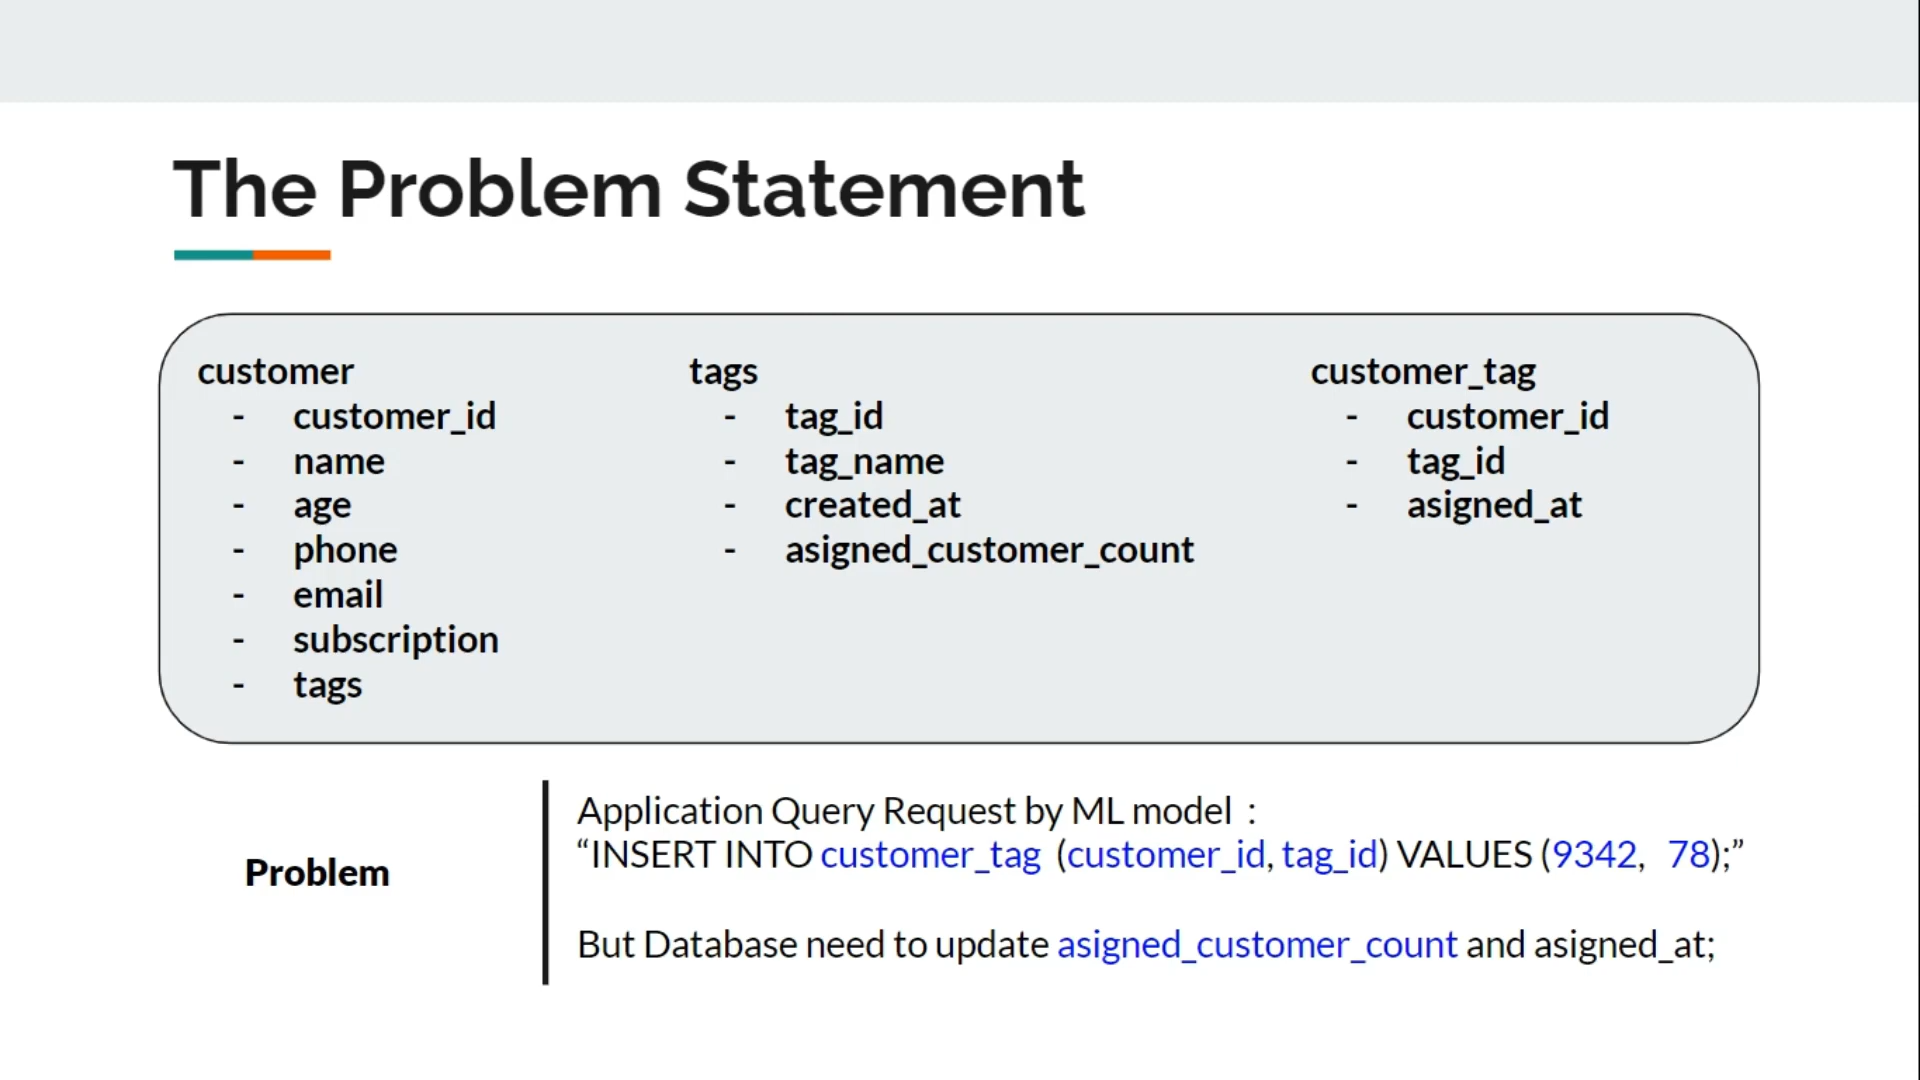 The Problem Statement
customer
- customer_id
- name
- age
- phone
- email
- subscription
- tags
tags
- tag_id
- tag_name
- created_at
- asigned_customer_count
customer_tag
- customer_id
- tag_id
- asigned_at
Problem
Application Query Request by ML model :
“INSERT INTO customer_tag (customer_id, tag_id) VALUES (9342, 78);”
But Database need to update asigned_customer_count and asigned_at;